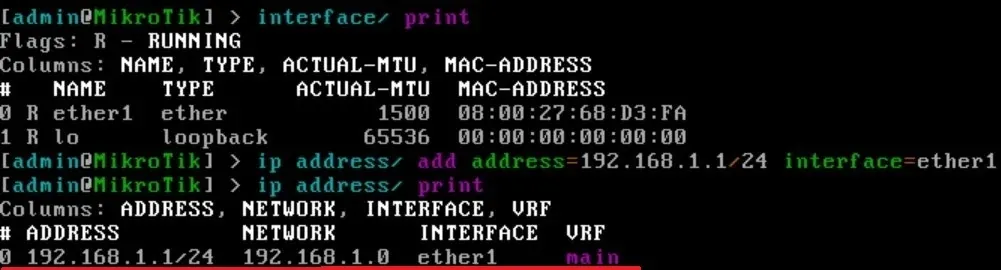 [admin@MikroTik] > interface/ print
Flags: R - RUNNING
Columns: NAME, TYPE, ACTUAL-MTU, MAC-ADDRESS
#   NAME    TYPE      ACTUAL-MTU  MAC-ADDRESS
0 R ether1  ether           1500  08:00:27:68:D3:FA
1 R lo      loopback       65536  00:00:00:00:00:00
[admin@MikroTik] > ip address/ add address=192.168.1.1/24 interface=ether1
[admin@MikroTik] > ip address/ print
Columns: ADDRESS, NETWORK, INTERFACE, VRF
# ADDRESS         NETWORK      INTERFACE  VRF
0 192.168.1.1/24  192.168.1.0  ether1     main